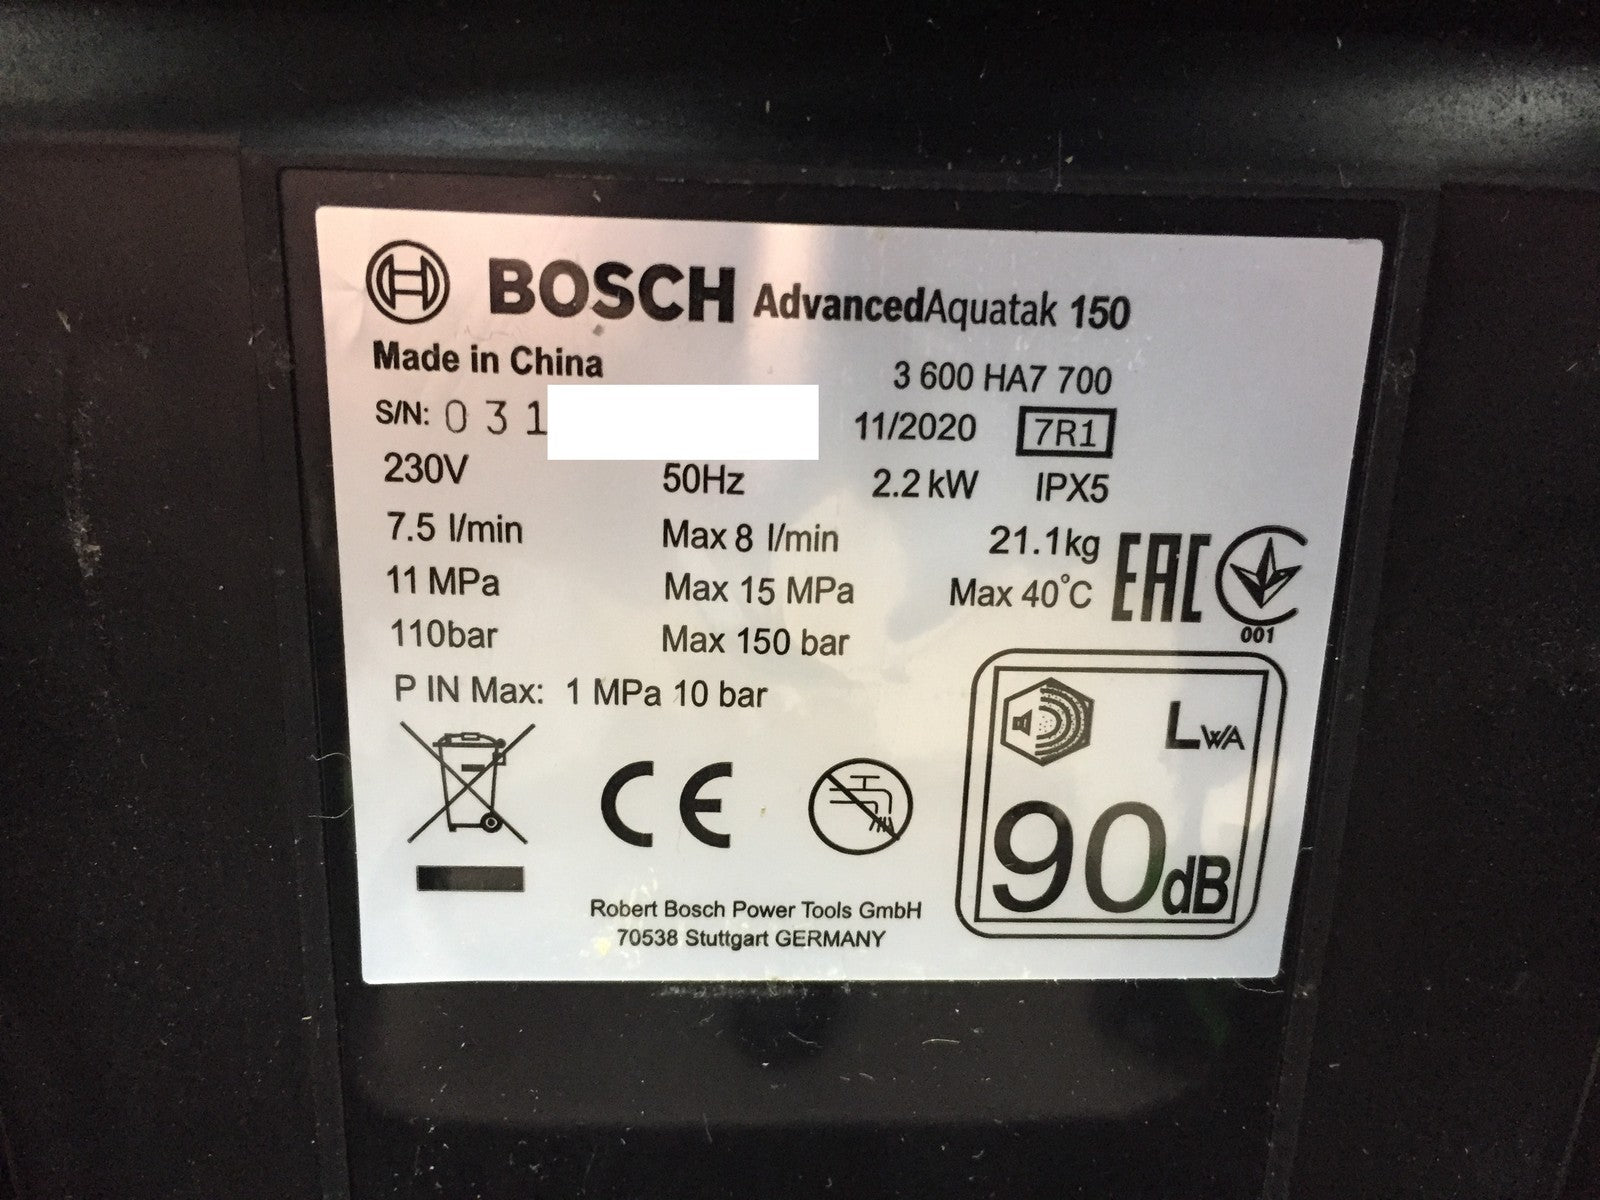 BOSCH AdvancedAquatak 150
Made in China 3 600 HA7 700
S/N: 031 11/2020 7R1
230V 50Hz 2.2 kW IPX5
7.5 l/min Max 8 l/min 21.1kg
11 MPa Max 15 MPa Max 40°C
EAC
001
110bar Max 150 bar
P IN Max: 1 MPa 10 bar
LWA
CE
90dB
Robert Bosch Power Tools GmbH
70538 Stuttgart GERMANY